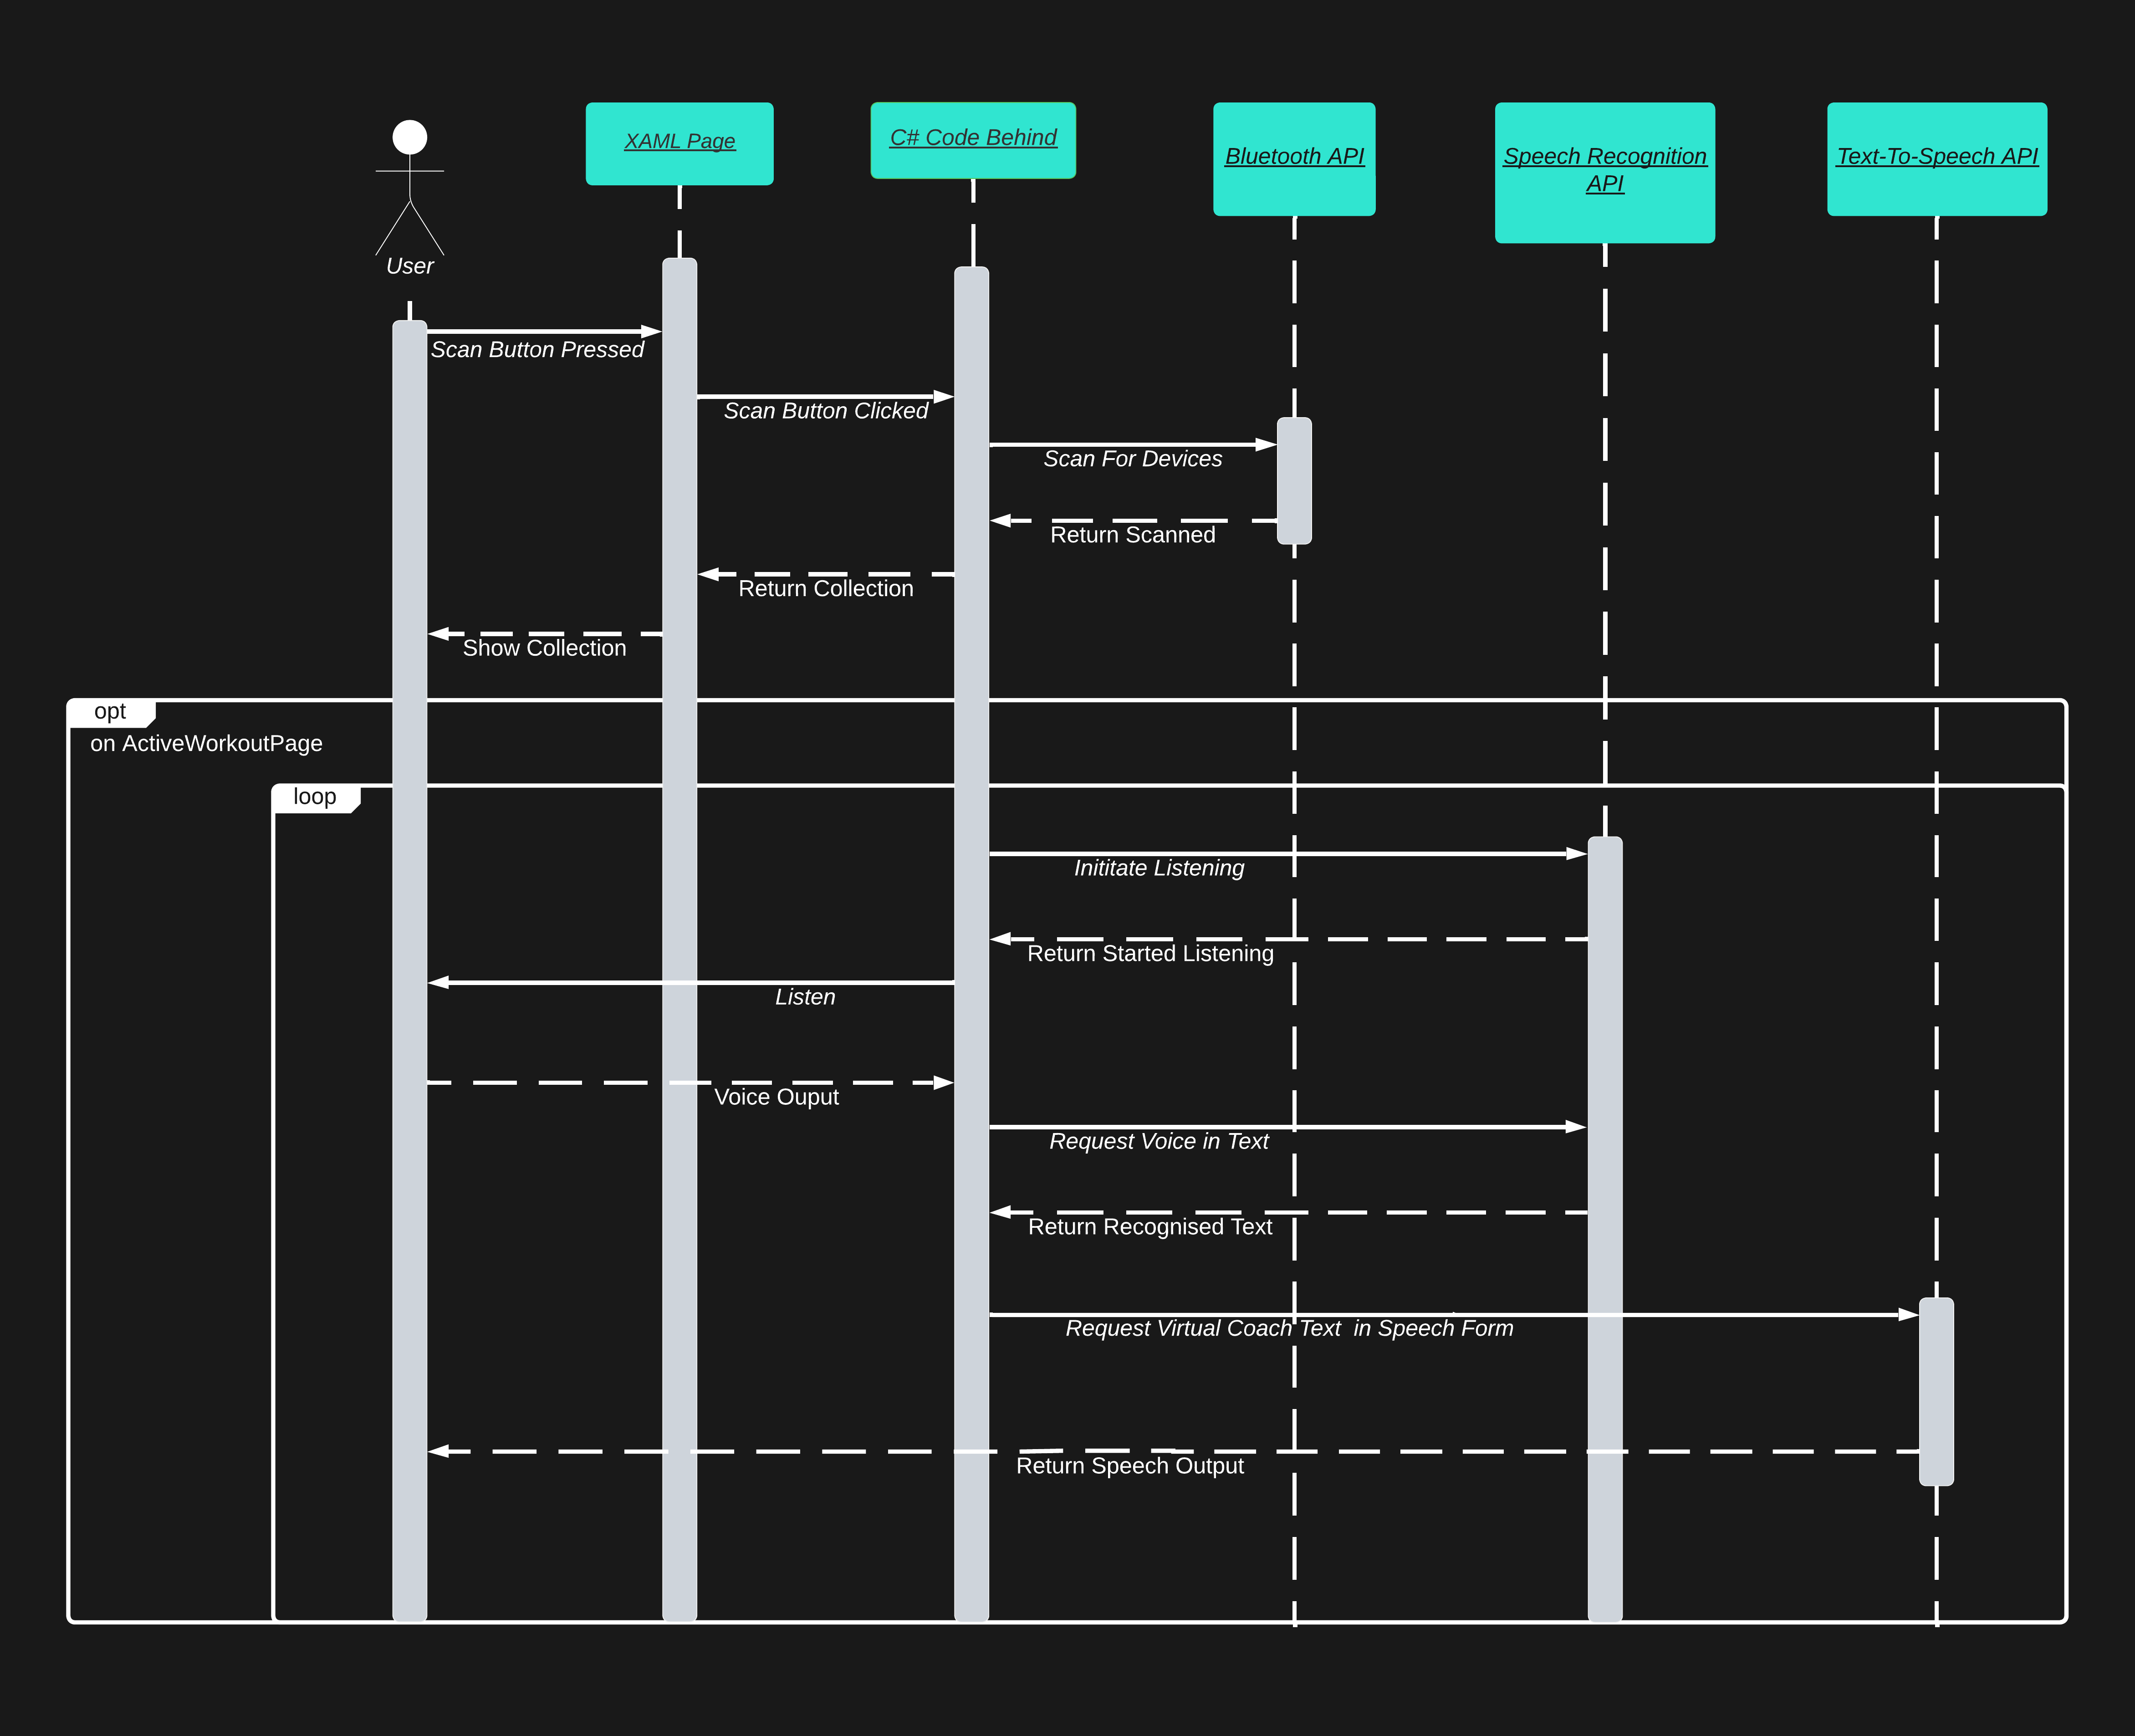 XAML Page
C# Code Behind
Bluetooth API
Speech Recognition
API
Text-To-Speech API
User
Scan Button Pressed
Scan Button Clicked
Scan For Devices
Return Scanned
Return Collection
Show Collection
opt
on ActiveWorkoutPage
loop
Inititate Listening
Return Started Listening
Listen
Voice Ouput
Request Voice in Text
Return Recognised Text
Request Virtual Coach Text  in Speech Form
Return Speech Output